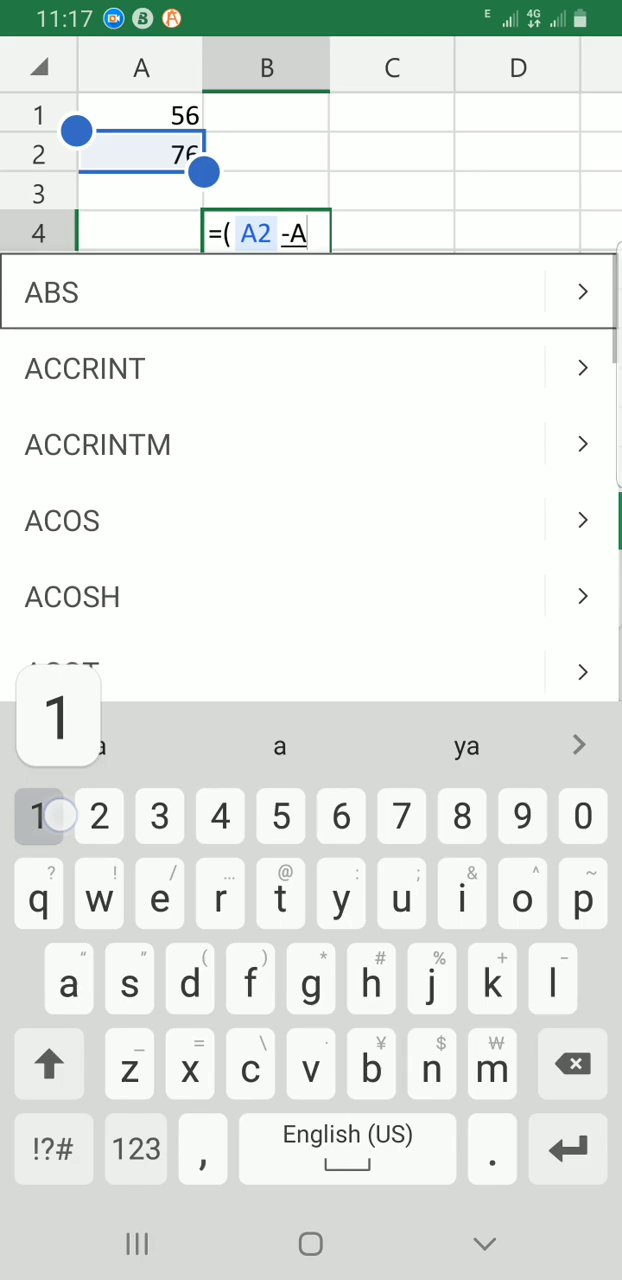 11:17 E 4G
A B C D
1 56
2 76
3
4 =( A2 -A
ABS
ACCRINT
ACCRINTM
ACOS
ACOSH
1
a a ya
1 2 3 4 5 6 7 8 9 0
? ! / ... @ : ; & ^ ~
q w e r t y u i o p
“ ” ( ) * # % + -
a s d f g h j k l
_ = \ · ¥ $ ₩
z x c v b n m
!?# 123 , English (US) .